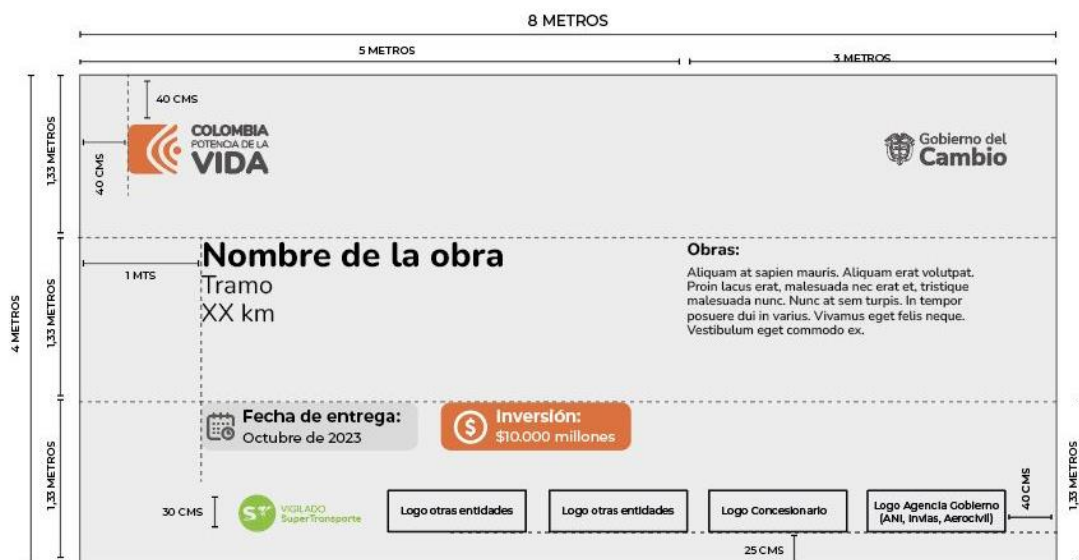 8 METROS
5 METROS
3 METROS
40 CMS
40 CMS
COLOMBIA
POTENCIA DE LA
VIDA
Gobierno del
Cambio
1,33 METROS
4 METROS
1 MTS
1,33 METROS
Nombre de la obra
Tramo
XX km
Obras:
Aliquam at sapien mauris. Aliquam erat volutpat.
Proin lacus erat, malesuada nec erat et, tristique
malesuada nunc. Nunc at sem turpis. In tempor
posuere dui in varius. Vivamus eget felis neque.
Vestibulum eget commodo ex.
1,33 METROS
Fecha de entrega:
Octubre de 2023
$
Inversión:
$10.000 millones
30 CMS
ST
VIGILADO
SuperTransporte
Logo otras entidades
Logo otras entidades
Logo Concesionario
Logo Agencia Gobierno
(ANI, Invias, Aerocivil)
40 CMS
1,33 METROS
25 CMS